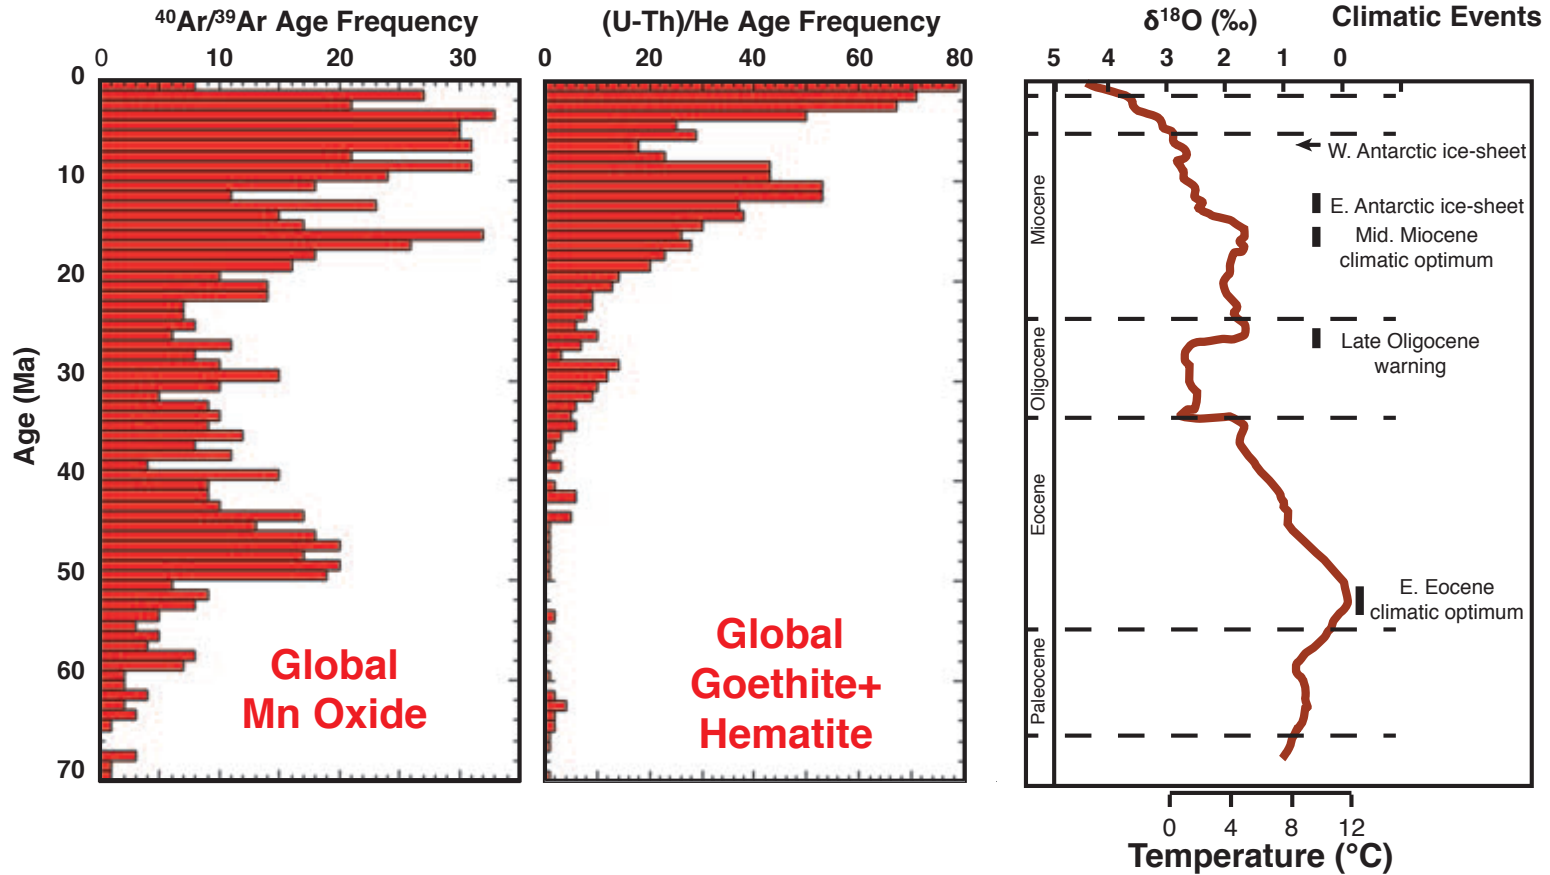 ⁴⁰Ar/³⁹Ar Age Frequency
0 10 20 30
Age (Ma)
0
10
20
30
40
50
60
70
Global
Mn Oxide
(U-Th)/He Age Frequency
0 20 40 60 80
Global
Goethite+
Hematite
δ¹⁸O (‰)
Climatic Events
5 4 3 2 1 0
Miocene
Oligocene
Eocene
Paleocene
W. Antarctic ice-sheet
E. Antarctic ice-sheet
Mid. Miocene
climatic optimum
Late Oligocene
warning
E. Eocene
climatic optimum
0 4 8 12
Temperature (°C)